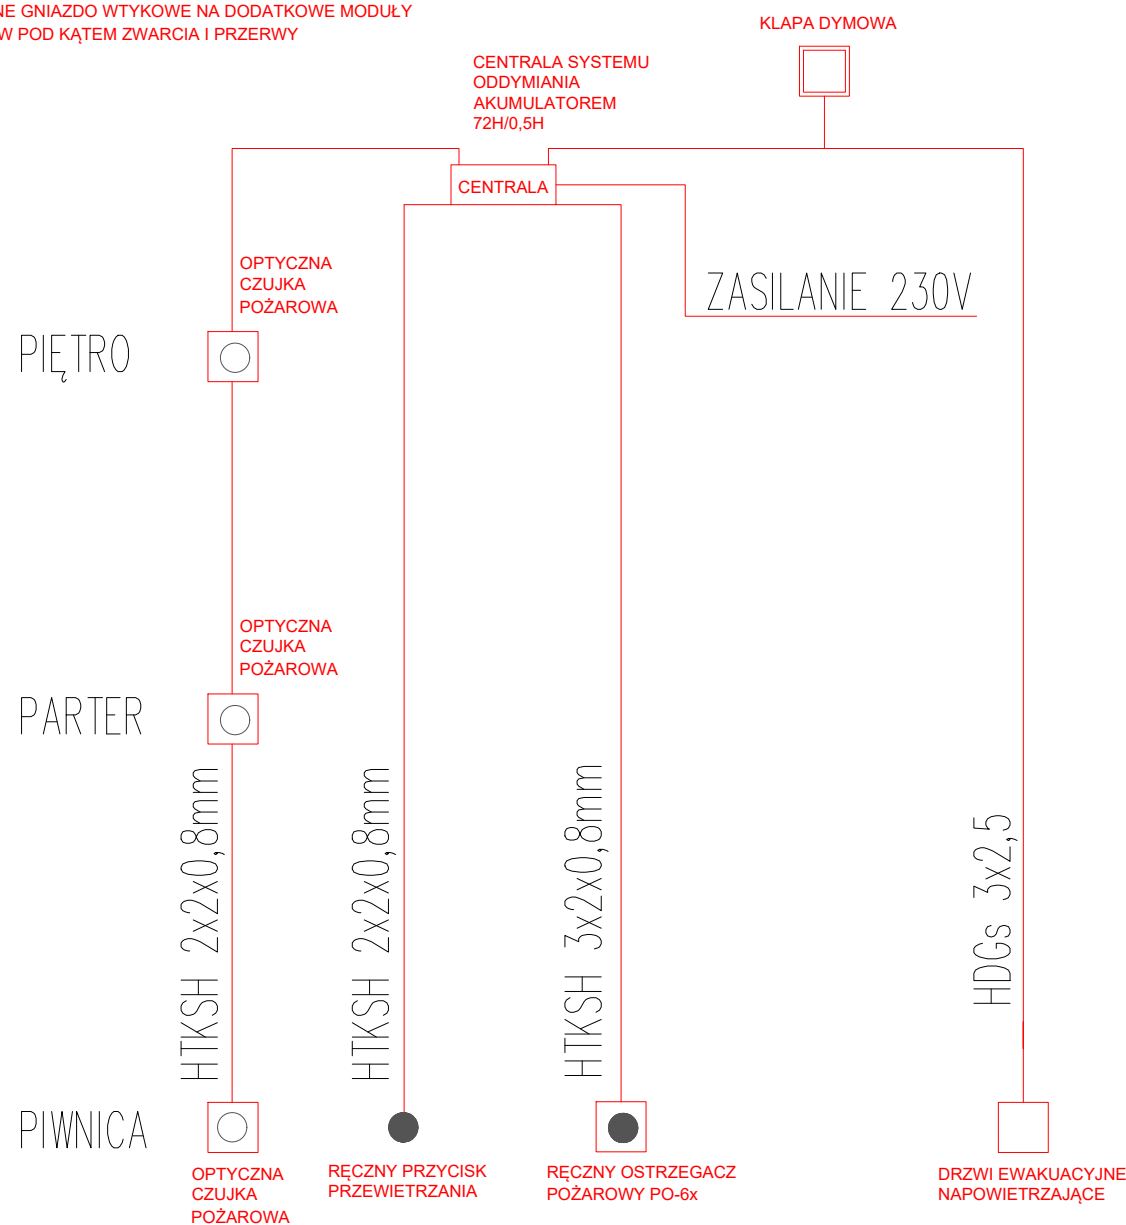 NE GNIAZDO WTYKOWE NA DODATKOWE MODUŁY
W POD KĄTEM ZWARCIA I PRZERWY
KLAPA DYMOWA
CENTRALA SYSTEMU
ODDYMIANIA
AKUMULATOREM
72H/0,5H
CENTRALA
OPTYCZNA
CZUJKA
POŻAROWA
ZASILANIE 230V
PIĘTRO
OPTYCZNA
CZUJKA
POŻAROWA
PARTER
HTKSH 2x2x0,8mm
HTKSH 2x2x0,8mm
HTKSH 3x2x0,8mm
HDGs 3x2,5
PIWNICA
OPTYCZNA
CZUJKA
POŻAROWA
RĘCZNY PRZYCISK
PRZEWIETRZANIA
RĘCZNY OSTRZEGACZ
POŻAROWY PO-6x
DRZWI EWAKUACYJNE
NAPOWIETRZAJĄCE